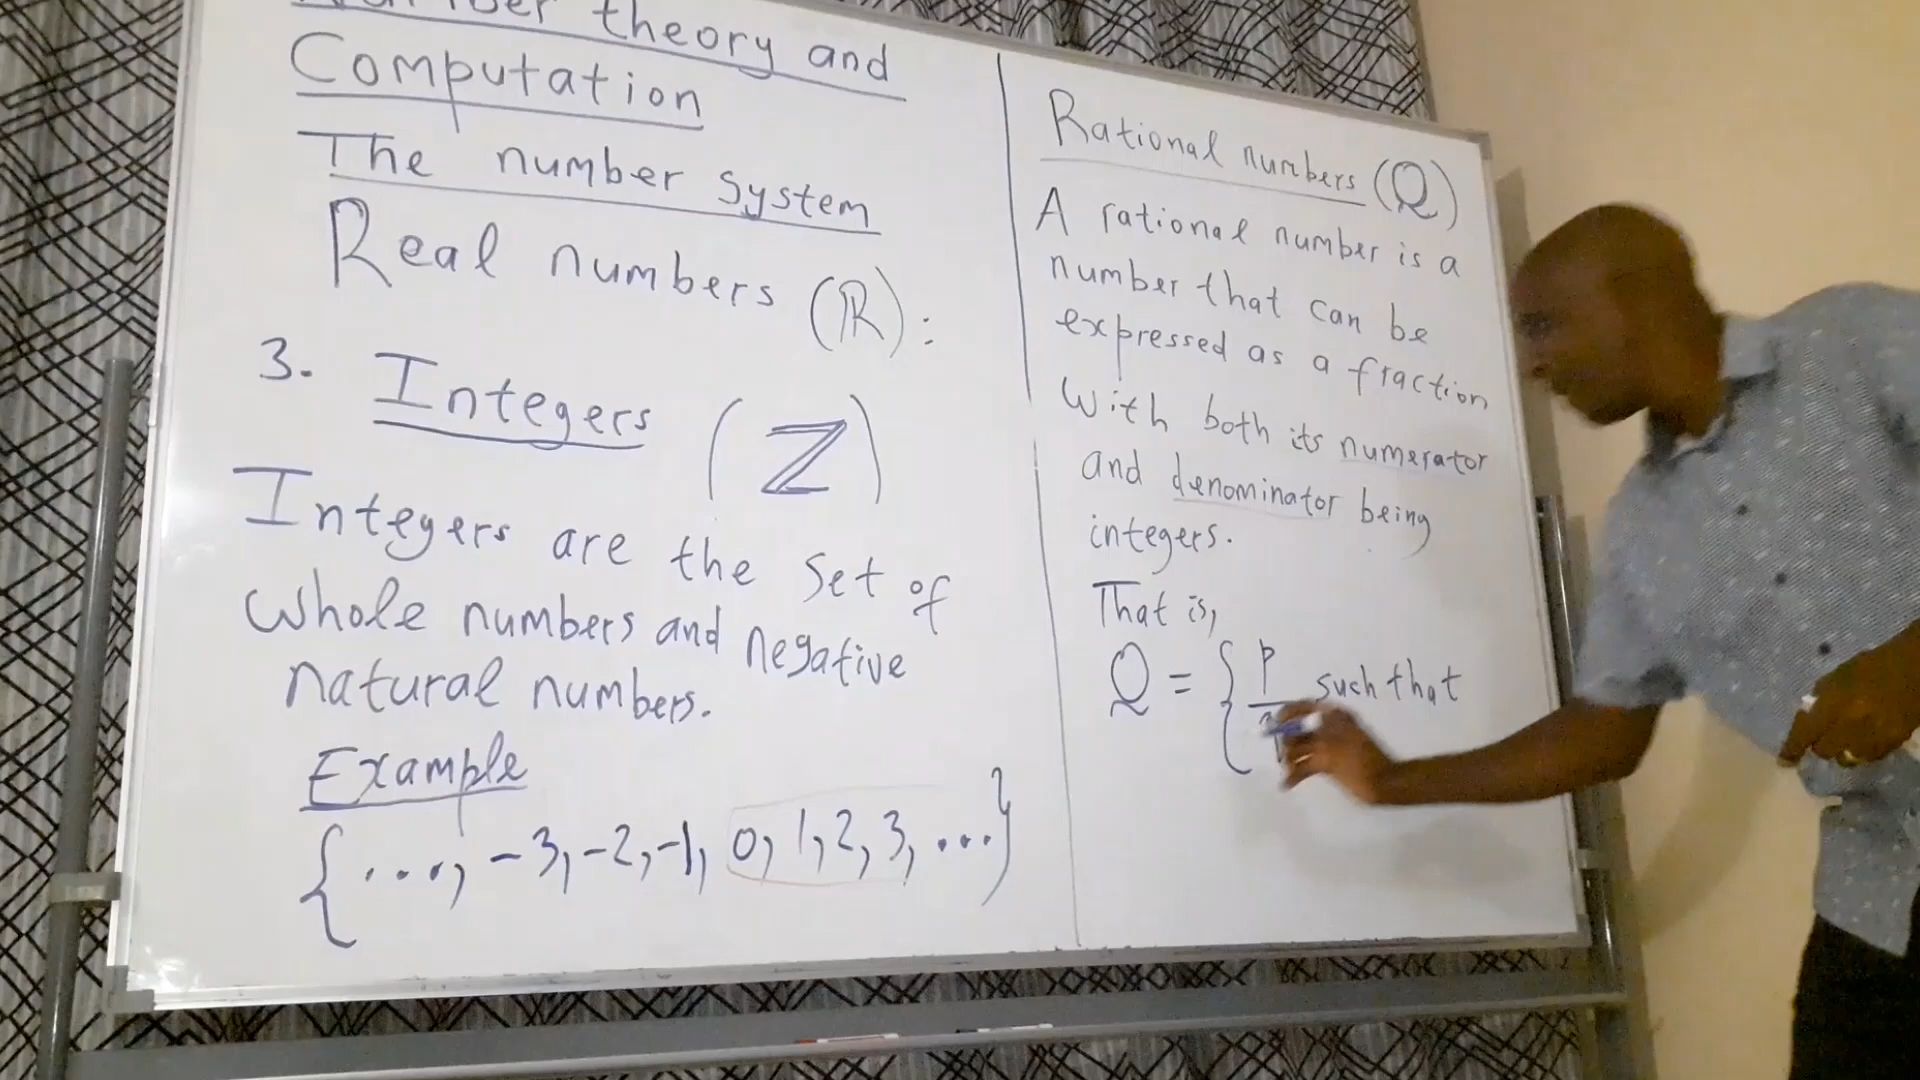 Number theory and
Computation
The number system
Real numbers (ℝ):
3. Integers (ℤ)
Integers are the set of
whole numbers and negative
natural numbers.
Example
{..., -3, -2, -1, 0, 1, 2, 3, ...}
Rational numbers (ℚ)
A rational number is a
number that can be
expressed as a fraction
with both its numerator
and denominator being
integers.
That is,
ℚ = { p/ such that